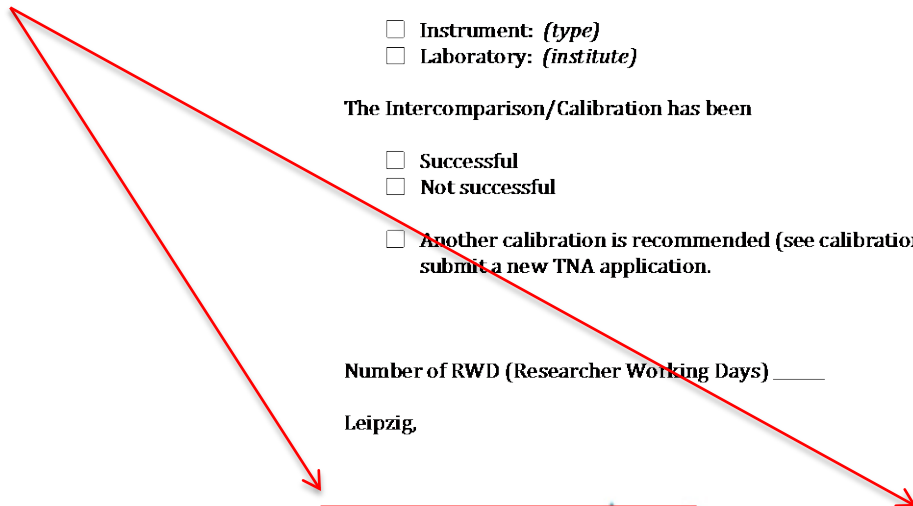 ☐ Instrument: (type)
☐ Laboratory: (institute)
The Intercomparison/Calibration has been
☐ Successful
☐ Not successful
☐ Another calibration is recommended (see calibration
submit a new TNA application.
Number of RWD (Researcher Working Days) _____
Leipzig,